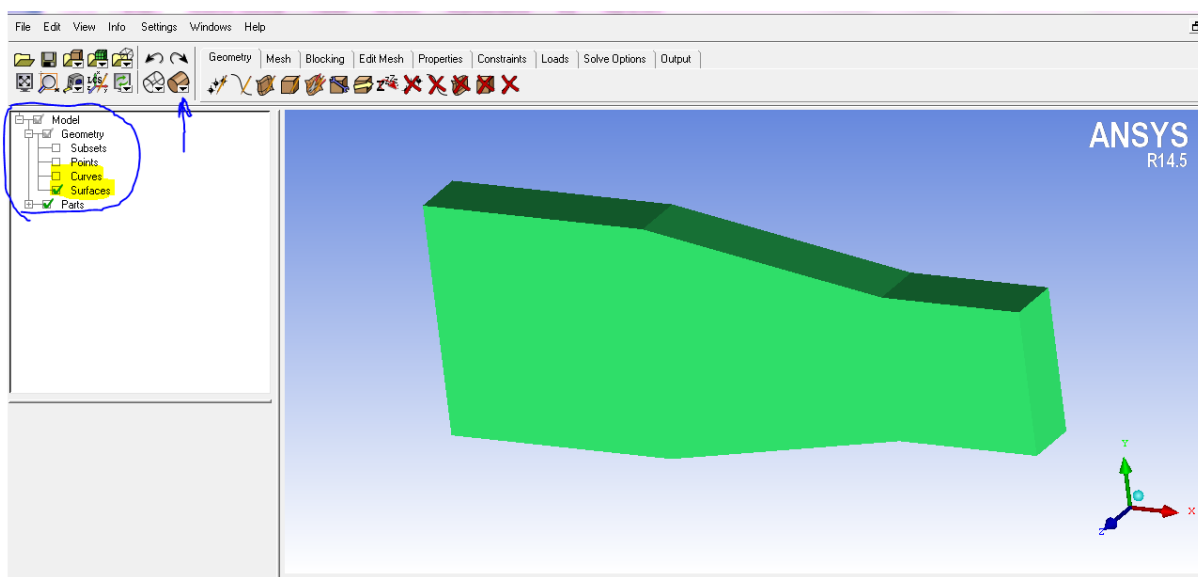 File Edit View Info Settings Windows Help
Geometry Mesh Blocking Edit Mesh Properties Constraints Loads Solve Options Output
LCS
Model
Geometry
Subsets
Points
Curves
Surfaces
Parts
ANSYS
R14.5
Y
X
Z